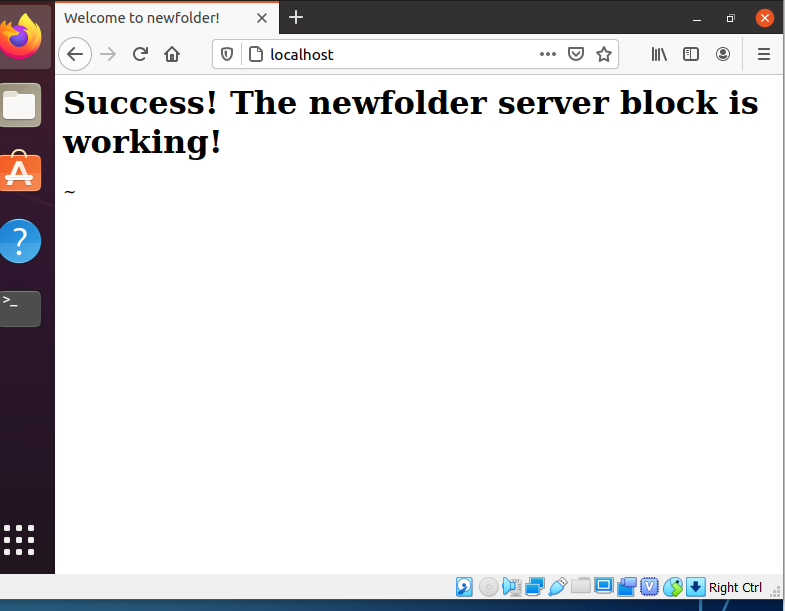 Welcome to newfolder!
localhost
Success! The newfolder server block is
working!
~
>_
Right Ctrl